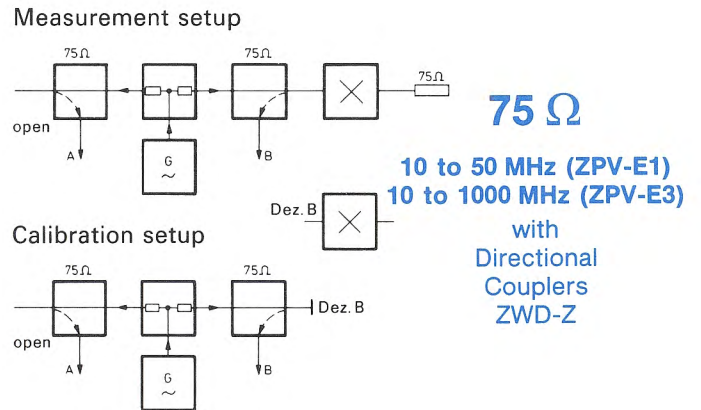 Measurement setup
75Ω
75Ω
75Ω
open
A
G
~
B
75 Ω
10 to 50 MHz (ZPV-E1)
10 to 1000 MHz (ZPV-E3)
with
Directional
Couplers
ZWD-Z
Dez. B
Calibration setup
75Ω
75Ω
Dez. B
open
A
G
~
B